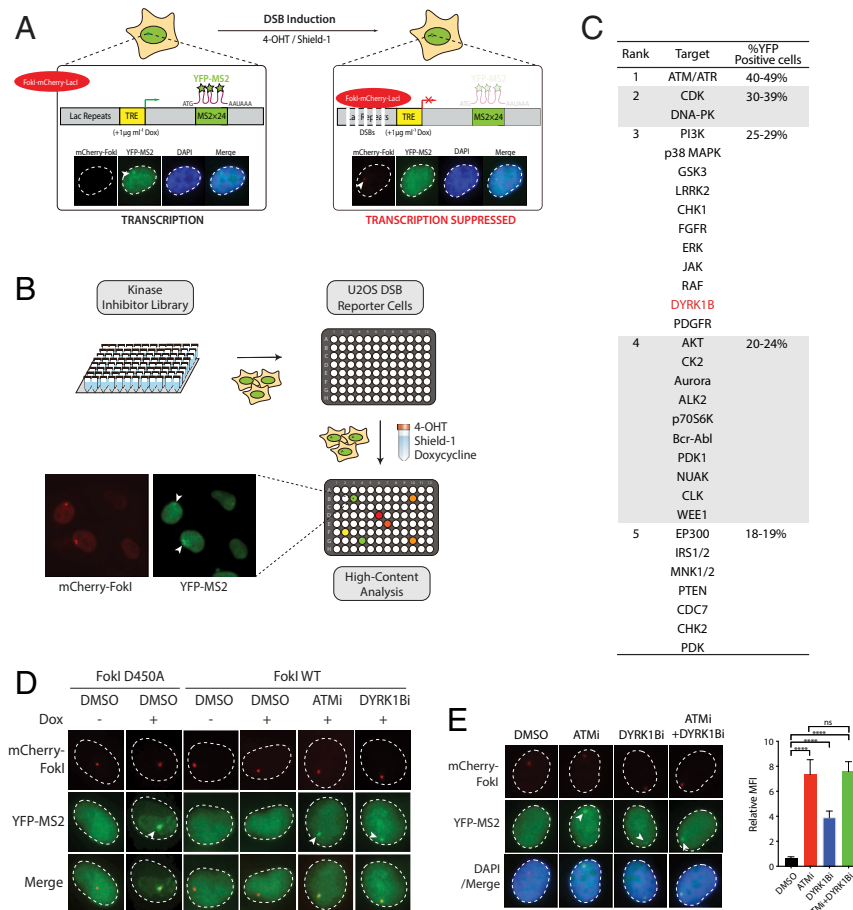 A
DSB Induction
4-OHT / Shield-1
FokI-mCherry-LacI
YFP-MS2
ATG
AAUAAA
Lac Repeats
TRE
MS2×24
(+1µg ml⁻¹ Dox)
mCherry-FokI
YFP-MS2
DAPI
Merge
TRANSCRIPTION
YFP-MS2
FokI-mCherry-LacI
ATG
AAUAAA
Lac Repeats
TRE
MS2×24
DSBs
(+1µg ml⁻¹ Dox)
mCherry-FokI
YFP-MS2
DAPI
Merge
TRANSCRIPTION SUPPRESSED
B
Kinase
Inhibitor Library
U2OS DSB
Reporter Cells
4-OHT
Shield-1
Doxycycline
mCherry-FokI
YFP-MS2
High-Content
Analysis
C
Rank Target %YFP
Positive cells
1 ATM/ATR 40-49%
2 CDK 30-39%
DNA-PK
3 PI3K 25-29%
p38 MAPK
GSK3
LRRK2
CHK1
FGFR
ERK
JAK
RAF
DYRK1B
PDGFR
4 AKT 20-24%
CK2
Aurora
ALK2
p70S6K
Bcr-Abl
PDK1
NUAK
CLK
WEE1
5 EP300 18-19%
IRS1/2
MNK1/2
PTEN
CDC7
CHK2
PDK
D
FokI D450A FokI WT
DMSO DMSO DMSO DMSO ATMi DYRK1Bi
Dox - + - + + +
mCherry-
FokI
YFP-MS2
Merge
E
DMSO ATMi DYRK1Bi ATMi
+DYRK1Bi
mCherry-
FokI
YFP-MS2
DAPI
/Merge
ns
****
****
****
Relative MFI
10
8
6
4
2
0
DMSO
ATMi
DYRK1Bi
TMi+DYRK1Bi